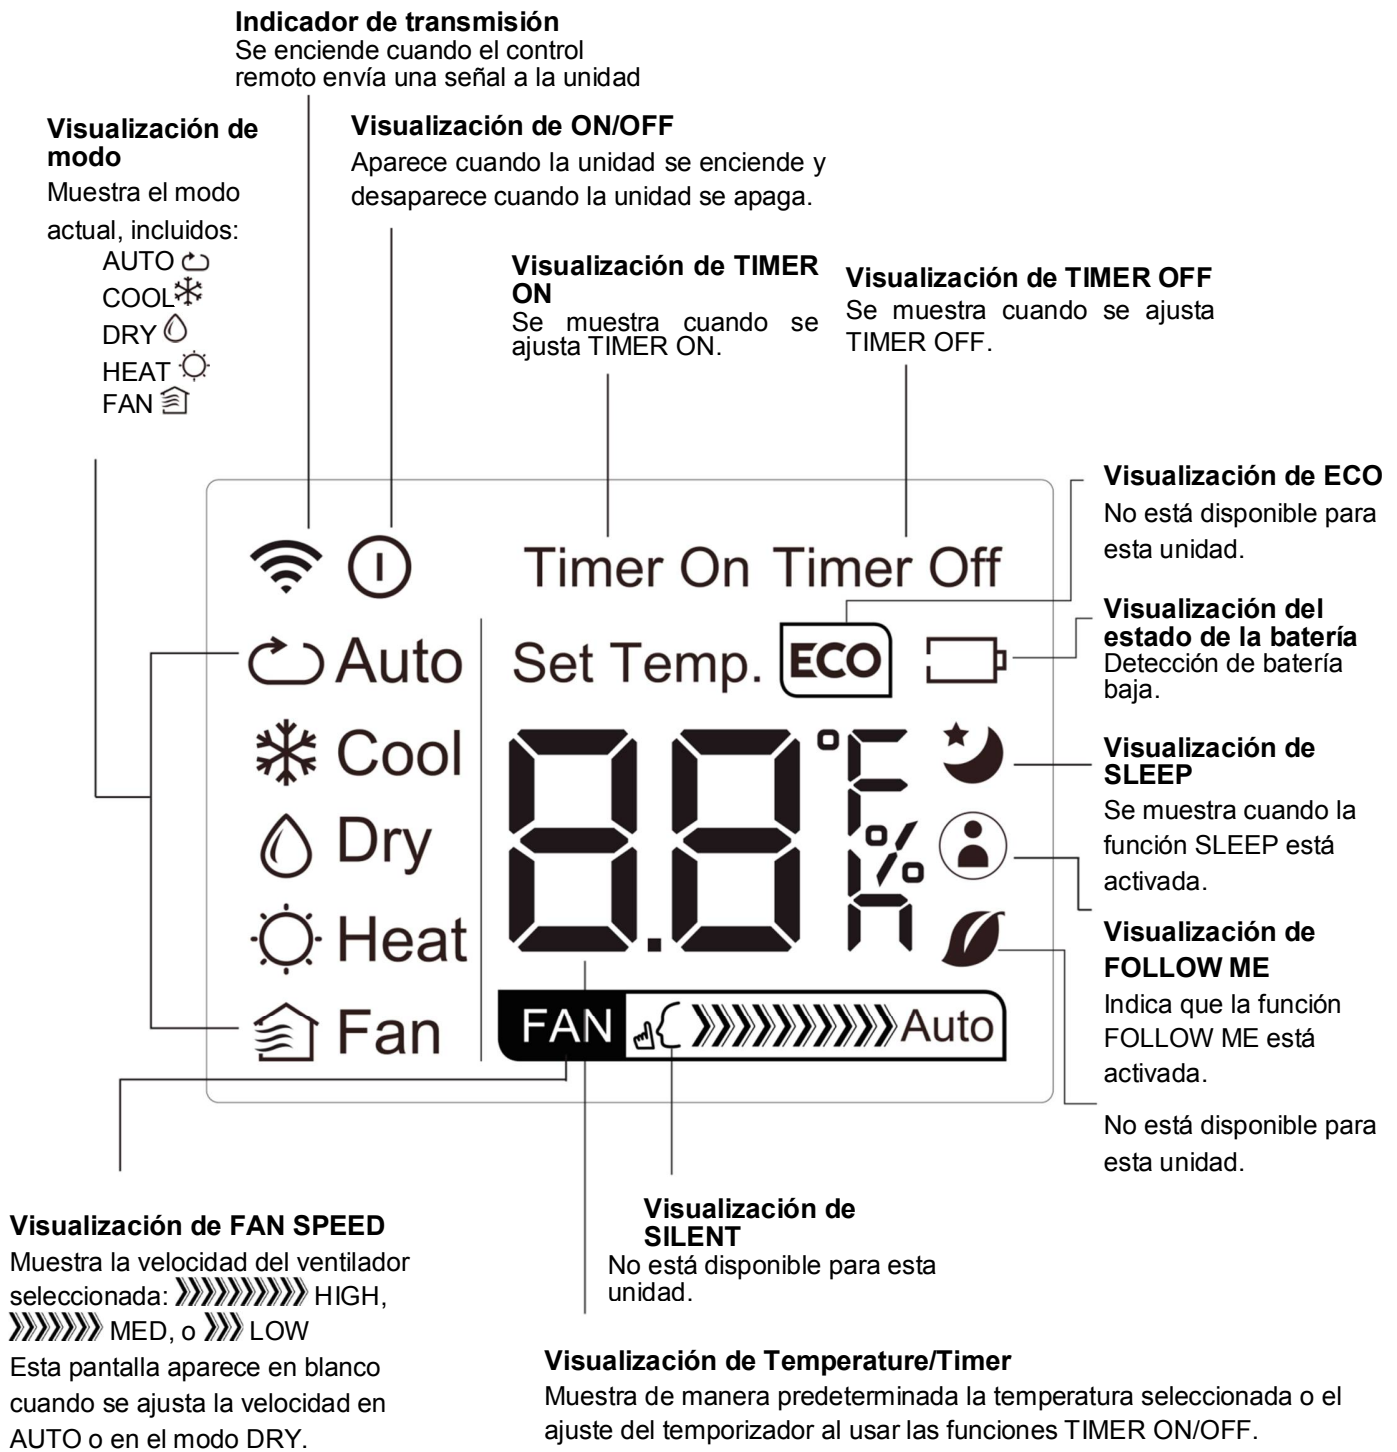 Indicador de transmisión
Se enciende cuando el control
remoto envía una señal a la unidad
Visualización de
modo
Muestra el modo
actual, incluidos:
AUTO
COOL
DRY
HEAT
FAN
Visualización de ON/OFF
Aparece cuando la unidad se enciende y
desaparece cuando la unidad se apaga.
Visualización de TIMER
ON
Se muestra cuando se
ajusta TIMER ON.
Visualización de TIMER OFF
Se muestra cuando se ajusta
TIMER OFF.
Visualización de ECO
No está disponible para
esta unidad.
Visualización del
estado de la batería
Detección de batería
baja.
Visualización de
SLEEP
Se muestra cuando la
función SLEEP está
activada.
Visualización de
FOLLOW ME
Indica que la función
FOLLOW ME está
activada.
No está disponible para
esta unidad.
Timer On Timer Off
Auto
Set Temp. ECO
Cool
Dry
Heat
Fan
8.8 °F
%
h
FAN Auto
Visualización de FAN SPEED
Muestra la velocidad del ventilador
seleccionada: HIGH,
MED, o LOW
Esta pantalla aparece en blanco
cuando se ajusta la velocidad en
AUTO o en el modo DRY.
Visualización de
SILENT
No está disponible para esta
unidad.
Visualización de Temperature/Timer
Muestra de manera predeterminada la temperatura seleccionada o el
ajuste del temporizador al usar las funciones TIMER ON/OFF.